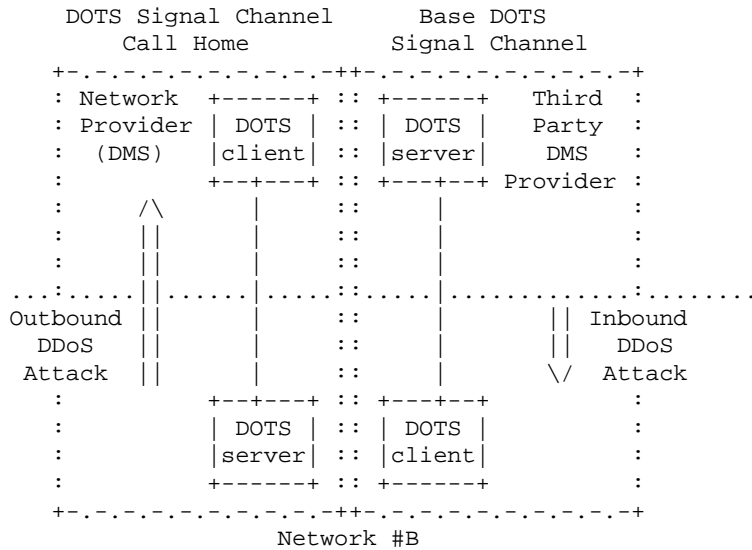 DOTS Signal Channel Base DOTS
Call Home Signal Channel
+-.-.-.-.-.-.-.-.-.-++-.-.-.-.-.-.-.-.-.-+
: Network +------+ :: +------+ Third :
: Provider | DOTS | :: | DOTS | Party :
: (DMS) |client| :: |server| DMS :
: +--+---+ :: +---+--+ Provider :
: /\ | :: | :
: || | :: | :
: || | :: | :
...:.....||......|.....::.....|.............:........
Outbound || | :: | || Inbound
DDoS || | :: | || DDoS
Attack || | :: | \/ Attack
: +--+---+ :: +---+--+ :
: | DOTS | :: | DOTS | :
: |server| :: |client| :
: +------+ :: +------+ :
+-.-.-.-.-.-.-.-.-.-++-.-.-.-.-.-.-.-.-.-+
Network #B